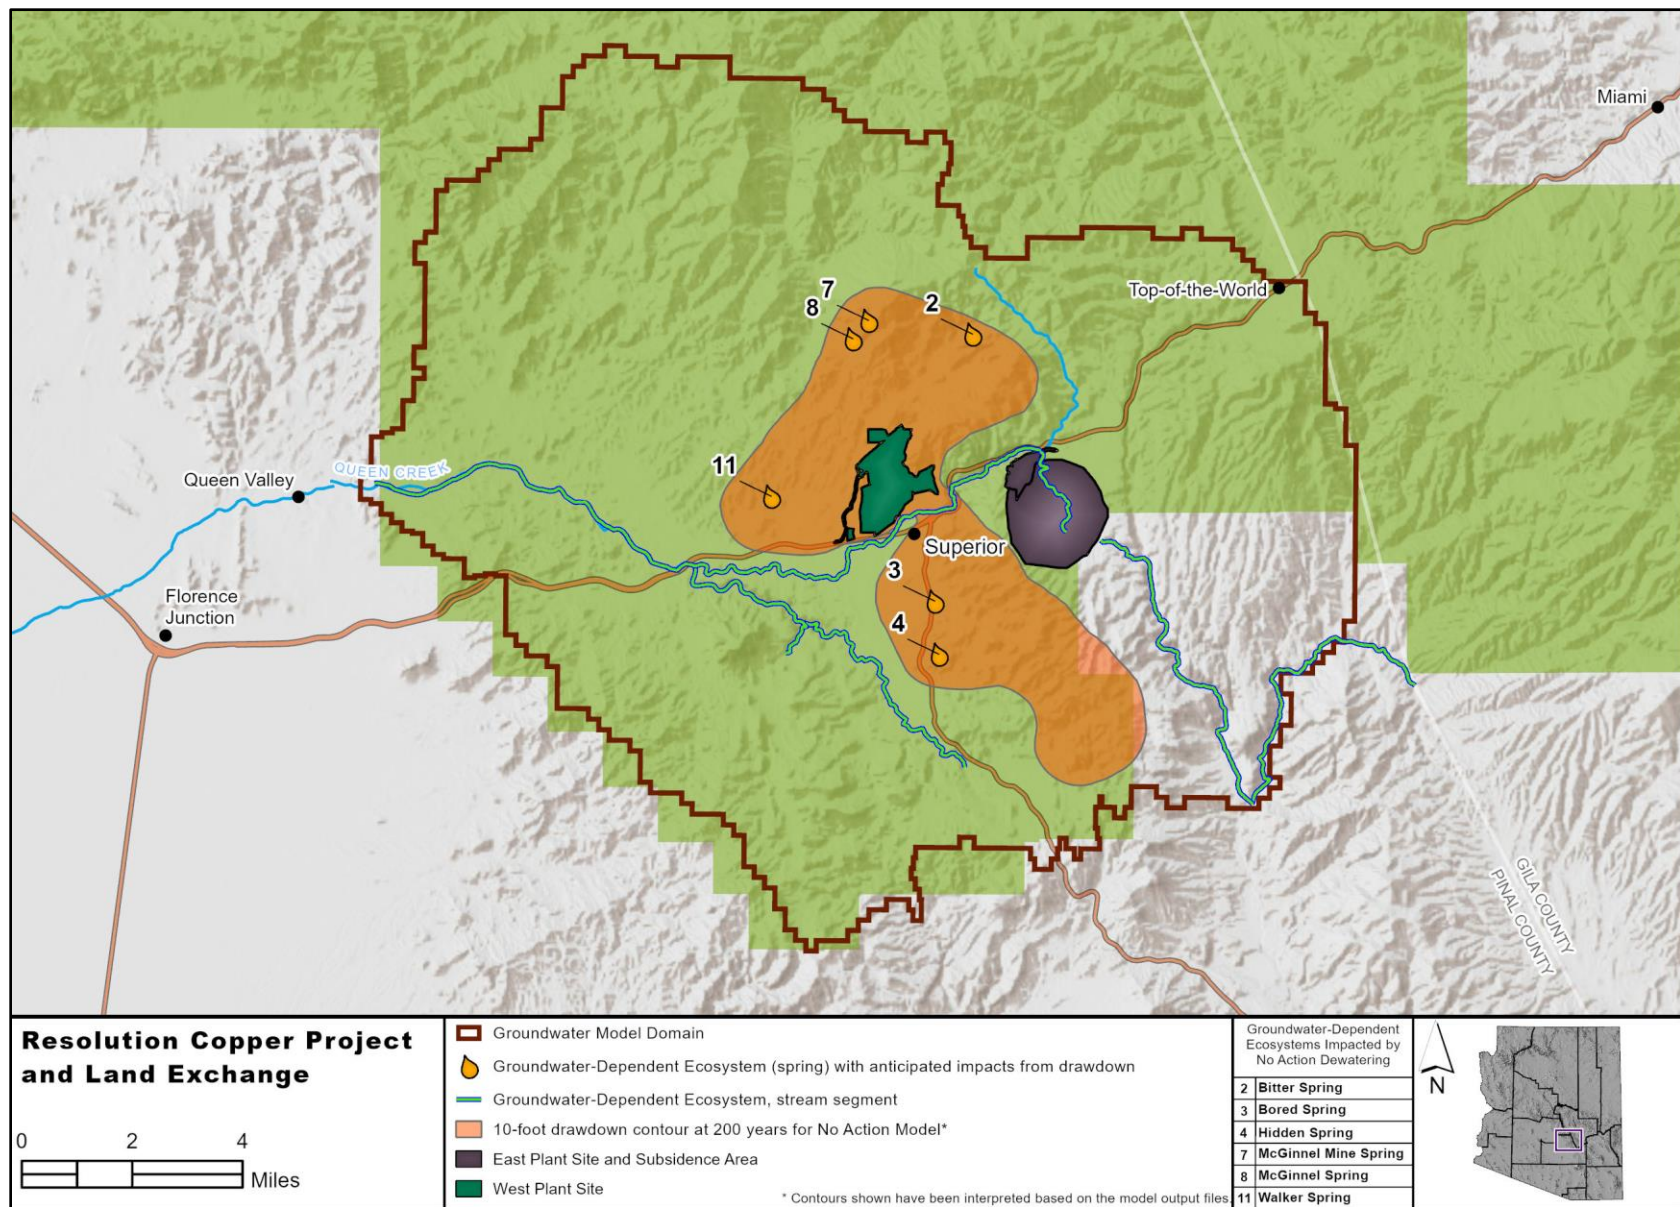 Miami
Top-of-the-World
7
8
2
11
QUEEN CREEK
Queen Valley
Superior
3
4
Florence
Junction
GILA COUNTY
PINAL COUNTY
Resolution Copper Project
and Land Exchange
0 2 4
Miles
Groundwater Model Domain
Groundwater-Dependent Ecosystem (spring) with anticipated impacts from drawdown
Groundwater-Dependent Ecosystem, stream segment
10-foot drawdown contour at 200 years for No Action Model*
East Plant Site and Subsidence Area
West Plant Site
* Contours shown have been interpreted based on the model output files.
Groundwater-Dependent
Ecosystems Impacted by
No Action Dewatering
2 Bitter Spring
3 Bored Spring
4 Hidden Spring
7 McGinnel Mine Spring
8 McGinnel Spring
11 Walker Spring
N